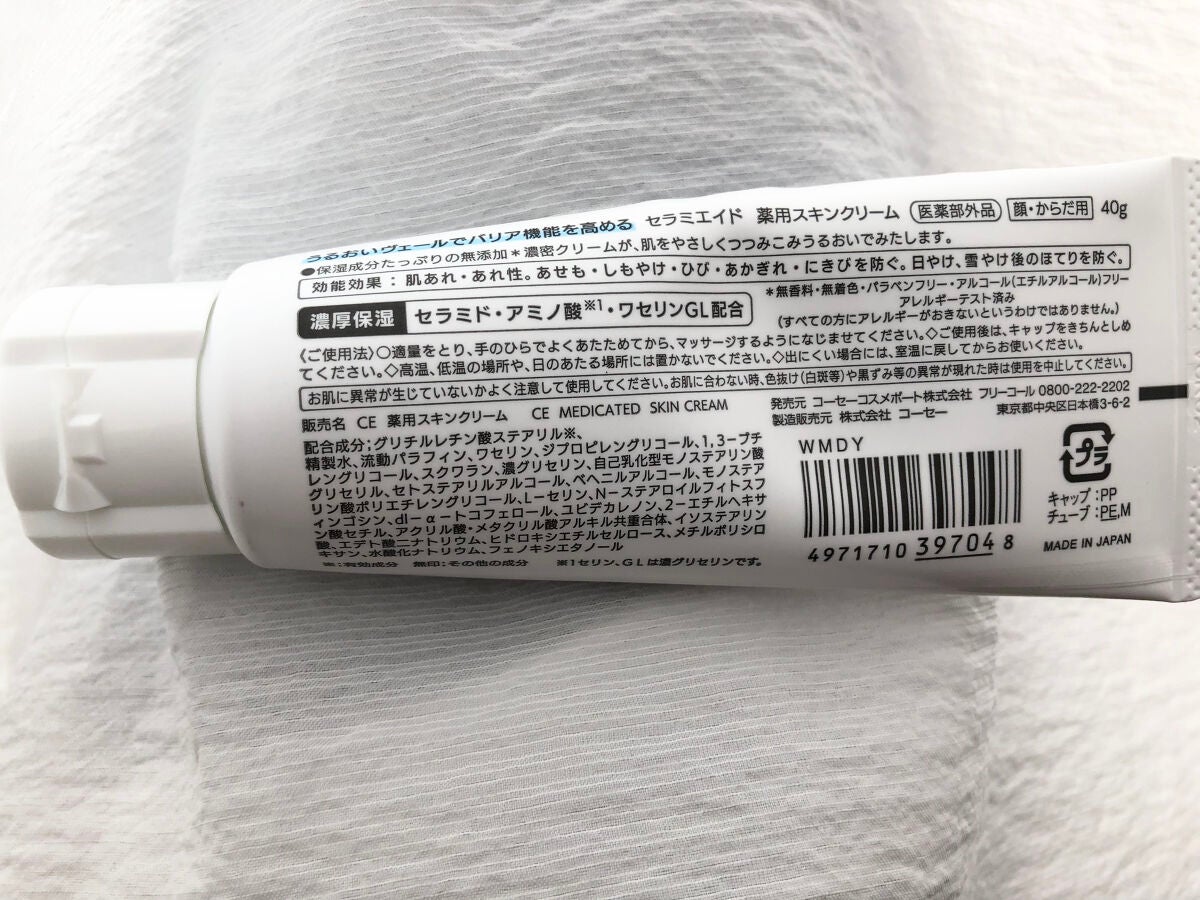 うるおいヴェールでバリア機能を高める セラミエイド 薬用スキンクリーム 医薬部外品 顔・からだ用 40g
●保湿成分たっぷりの無添加*濃密クリームが、肌をやさしくつつみこみうるおいでみたします。
効能効果：肌あれ・あれ性。あせも・しもやけ・ひび・あかぎれ・にきびを防ぐ。日やけ、雪やけ後のほてりを防ぐ。
濃厚保湿 セラミド・アミノ酸※1・ワセリンGL配合
*無香料・無着色・パラベンフリー・アルコール(エチルアルコール)フリー
アレルギーテスト済み
(すべての方にアレルギーがおきないというわけではありません。)
〈ご使用法〉○適量をとり、手のひらでよくあたためてから、マッサージするようになじませてください。◇ご使用後は、キャップをきちんとしめ
てください。◇高温、低温の場所や、日のあたる場所には置かないでください。◇出にくい場合には、室温に戻してからお使いください。
お肌に異常が生じていないかよく注意して使用してください。お肌に合わない時、色抜け(白斑等)や黒ずみ等の異常が現れた時は使用を中止してください。
販売名 CE 薬用スキンクリーム CE MEDICATED SKIN CREAM
発売元 コーセーコスメポート株式会社 フリーコール 0800-222-2202
製造販売元 株式会社 コーセー 東京都中央区日本橋3-6-2
配合成分；グリチルレチン酸ステアリル※、
精製水、流動パラフィン、ワセリン、ジプロピレングリコール、1,3-ブチ
レングリコール、スクワラン、濃グリセリン、自己乳化型モノステアリン酸
グリセリル、セトステアリルアルコール、ベヘニルアルコール、モノステア
リン酸ポリエチレングリコール、L-セリン、N-ステアロイルフィトスフ
ィンゴシン、dl-α-トコフェロール、ユビデカレノン、2-エチルヘキサ
ン酸セチル、アクリル酸・メタクリル酸アルキル共重合体、イソステアリン
酸、エデト酸二ナトリウム、ヒドロキシエチルセルロース、メチルポリシロ
キサン、水酸化ナトリウム、フェノキシエタノール
※：有効成分 無印：その他の成分 ※1セリン、GLは濃グリセリンです。
WMDY
4971710 397048
プラ
キャップ：PP
チューブ：PE,M
MADE IN JAPAN